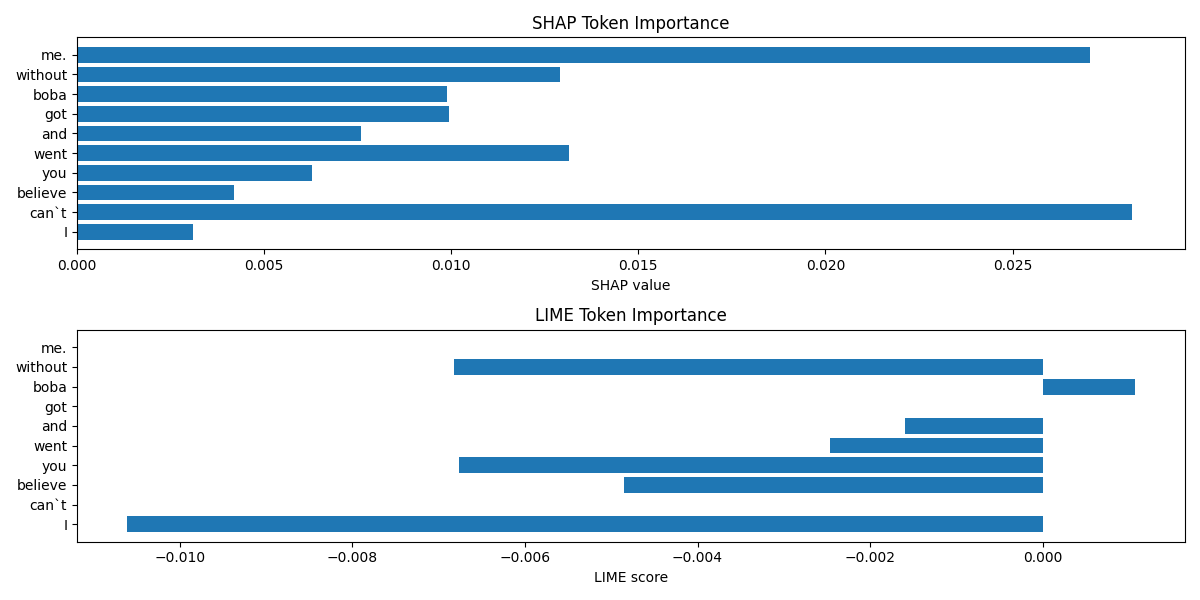 SHAP Token Importance
me.
without
boba
got
and
went
you
believe
can`t
I
0.000 0.005 0.010 0.015 0.020 0.025
SHAP value
LIME Token Importance
me.
without
boba
got
and
went
you
believe
can`t
I
−0.010 −0.008 −0.006 −0.004 −0.002 0.000
LIME score